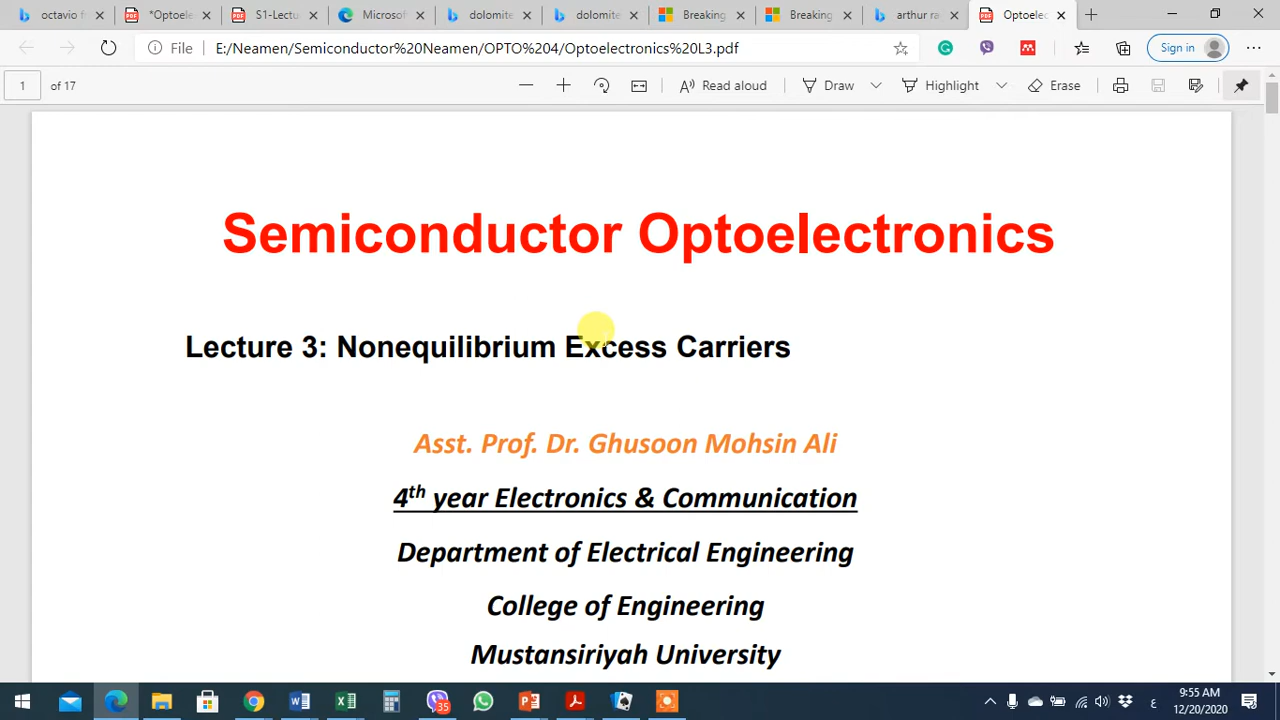 octavia f
*Optoele
S1-Lectu
Microsof
dolomite
dolomite
Breaking
Breaking
arthur ra
Optoelec
File
E:/Neamen/Semiconductor%20Neamen/OPTO%204/Optoelectronics%20L3.pdf
Sign in
1 of 17
Read aloud
Draw
Highlight
Erase
Semiconductor Optoelectronics
Lecture 3: Nonequilibrium Excess Carriers
Asst. Prof. Dr. Ghusoon Mohsin Ali
4th year Electronics & Communication
Department of Electrical Engineering
College of Engineering
Mustansiriyah University
35
ع
9:55 AM
12/20/2020